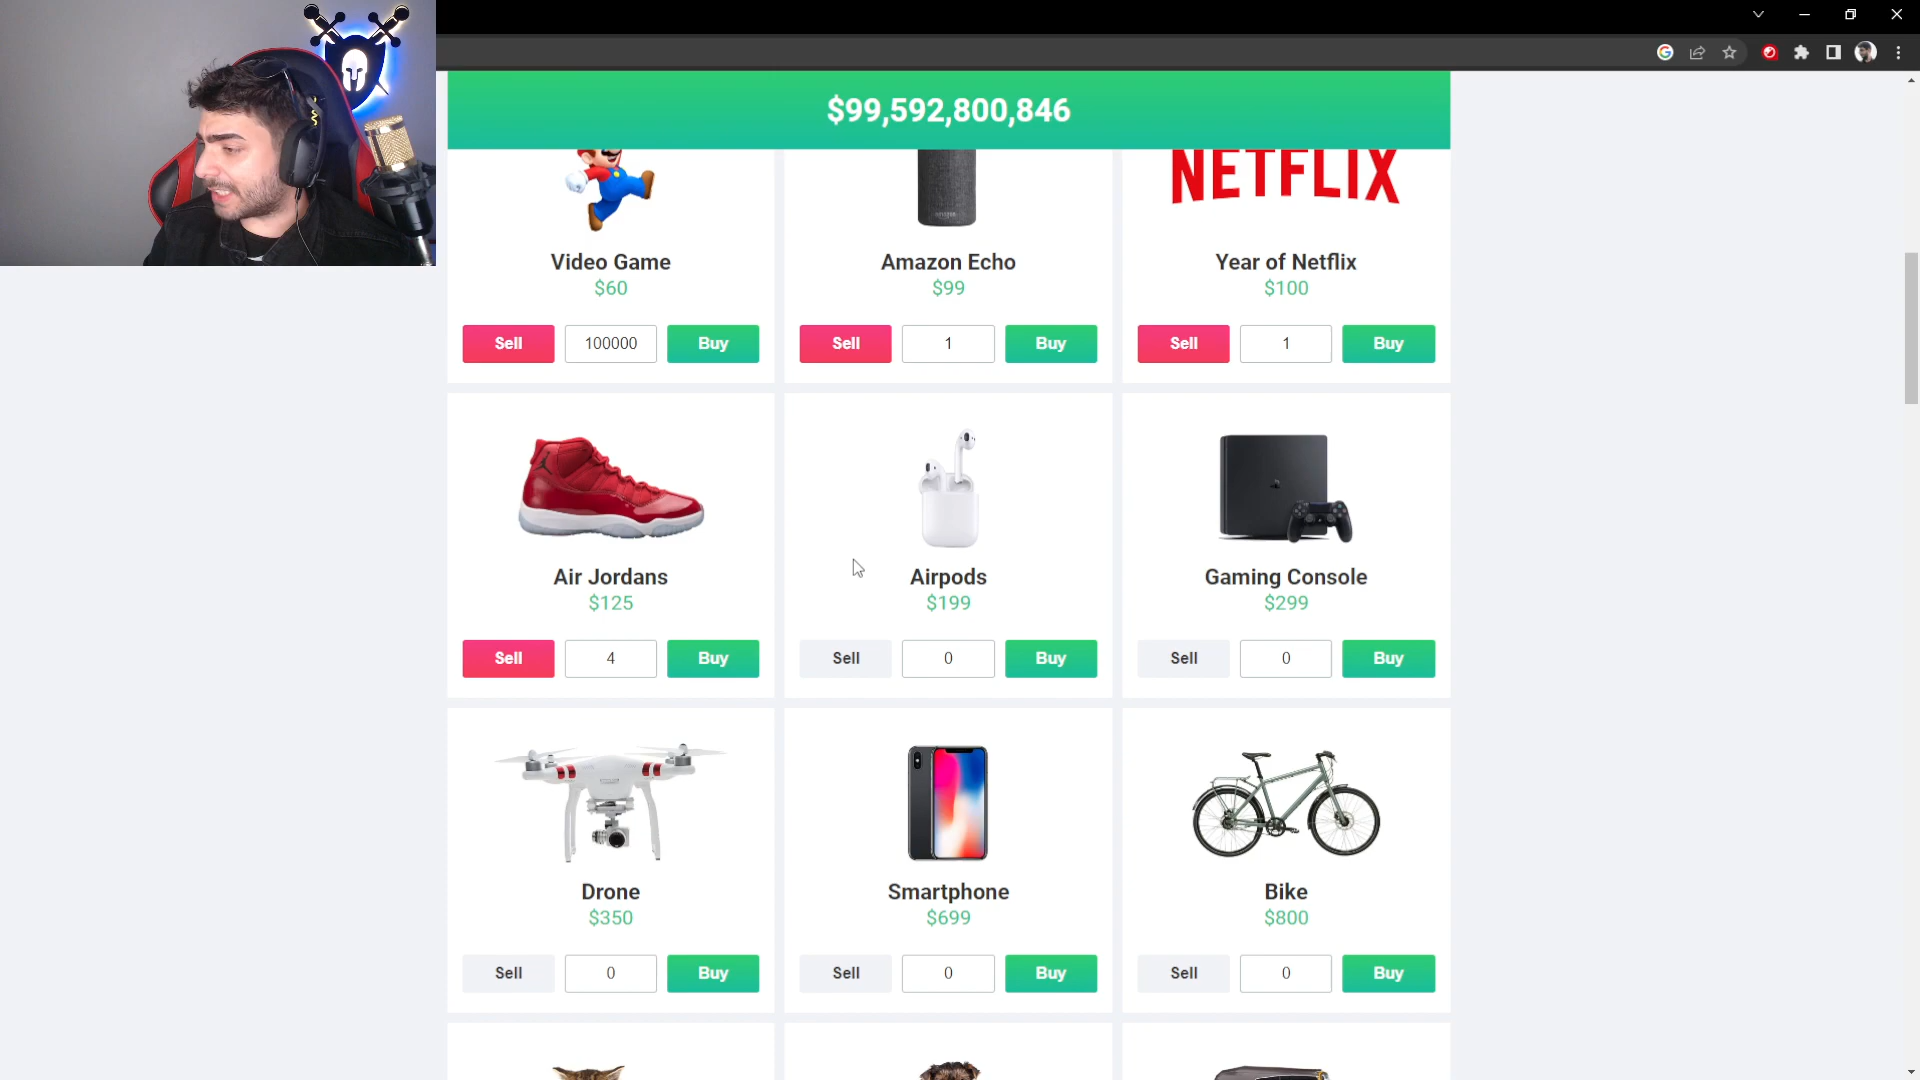 $99,592,800,846
NETFLIX
Video Game
$60
Amazon Echo
$99
Year of Netflix
$100
Sell 100000 Buy
Sell 1 Buy
Sell 1 Buy
Air Jordans
$125
Airpods
$199
Gaming Console
$299
Sell 4 Buy
Sell 0 Buy
Sell 0 Buy
Drone
$350
Smartphone
$699
Bike
$800
Sell 0 Buy
Sell 0 Buy
Sell 0 Buy